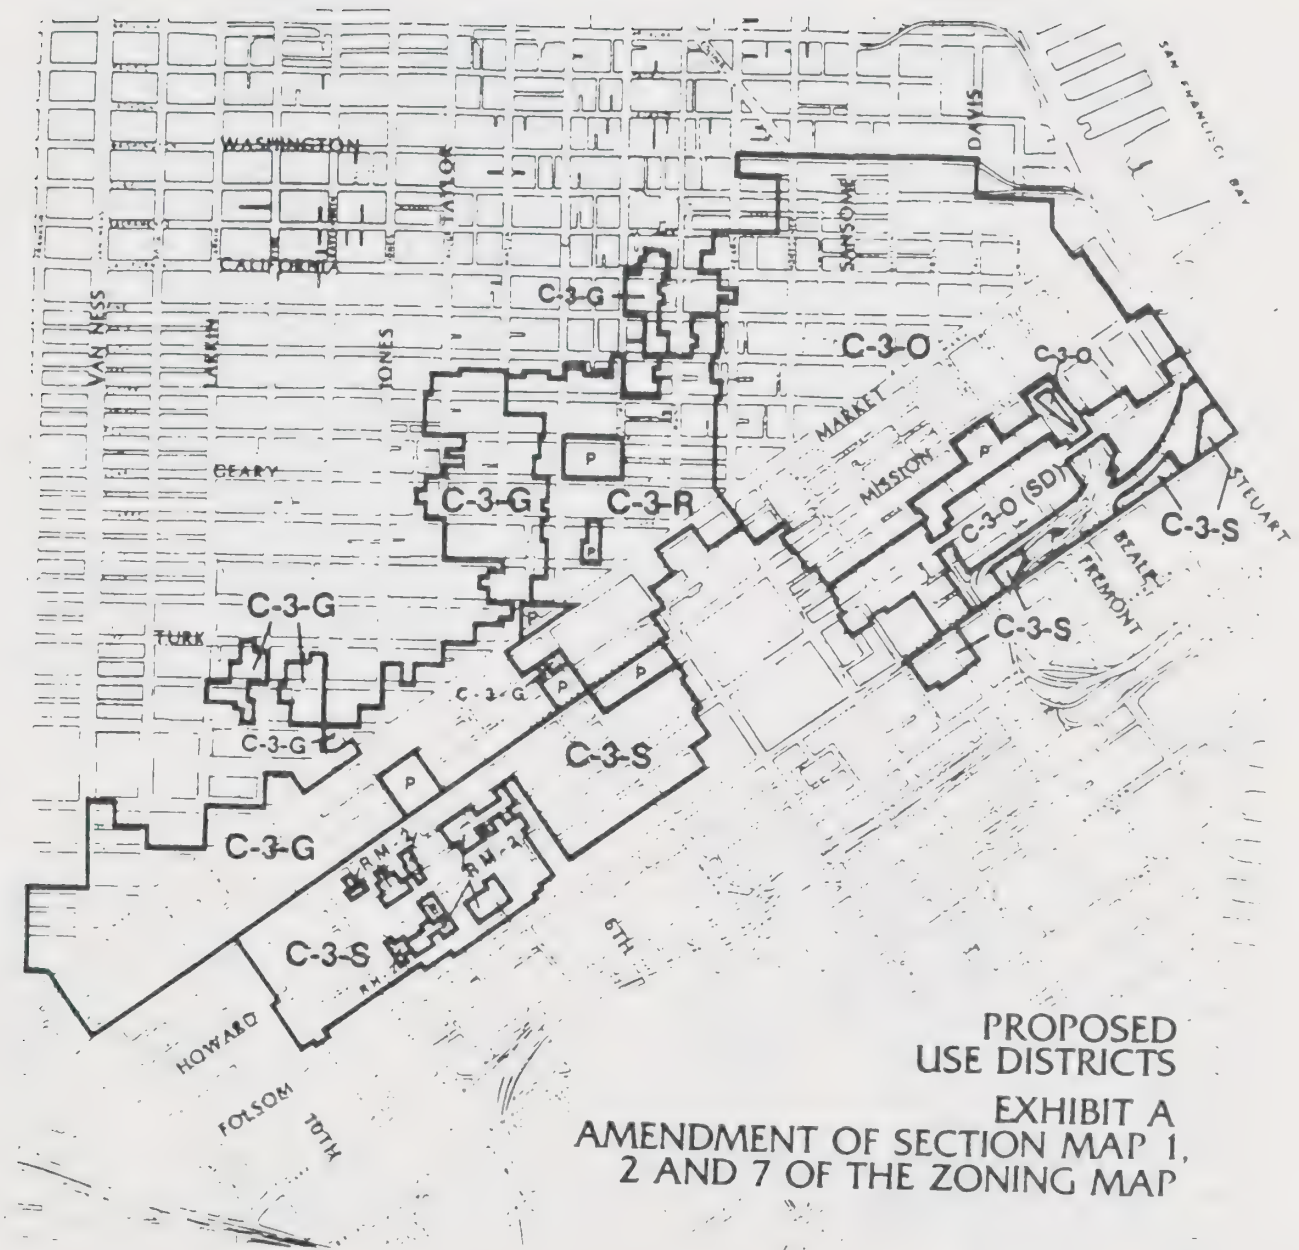 SAN FRANCISCO BAY
DAVIS
WASHINGTON
TAYLOR
SANSOME
CALIFORNIA
C-3-G
VAN NESS
LARKIN
JONES
C-3-O
C-3-O
MARKET
P
MISSION
P
GEARY
C-3-G
C-3-R
C-3-O (SD)
STEUART
C-3-S
P
BEALE
FREMONT
C-3-G
P
C-3-S
TURK
C-3-G
P
P
C-3-G
C-3-S
P
C-3-G
RM-2
RM-2
P
6TH
C-3-S
HOWARD
FOLSOM
10TH
PROPOSED
USE DISTRICTS
EXHIBIT A
AMENDMENT OF SECTION MAP 1,
2 AND 7 OF THE ZONING MAP